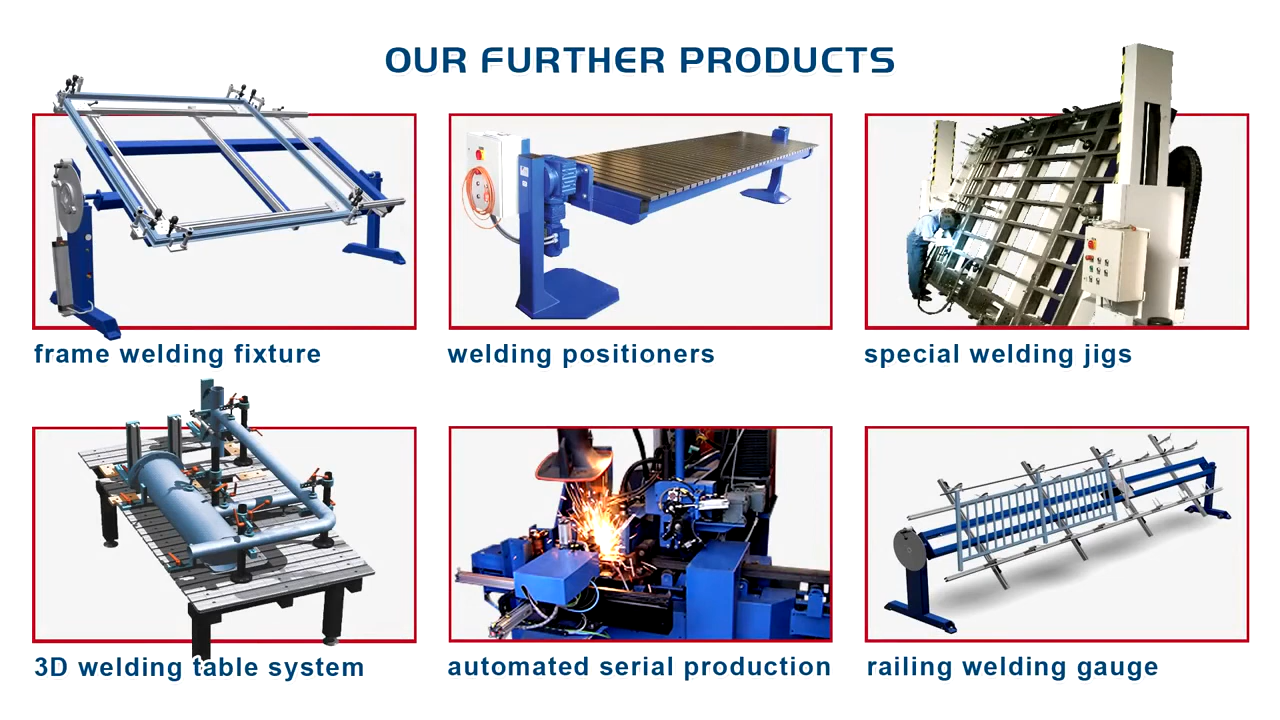 OUR FURTHER PRODUCTS
frame welding fixture
welding positioners
special welding jigs
3D welding table system
automated serial production
railing welding gauge